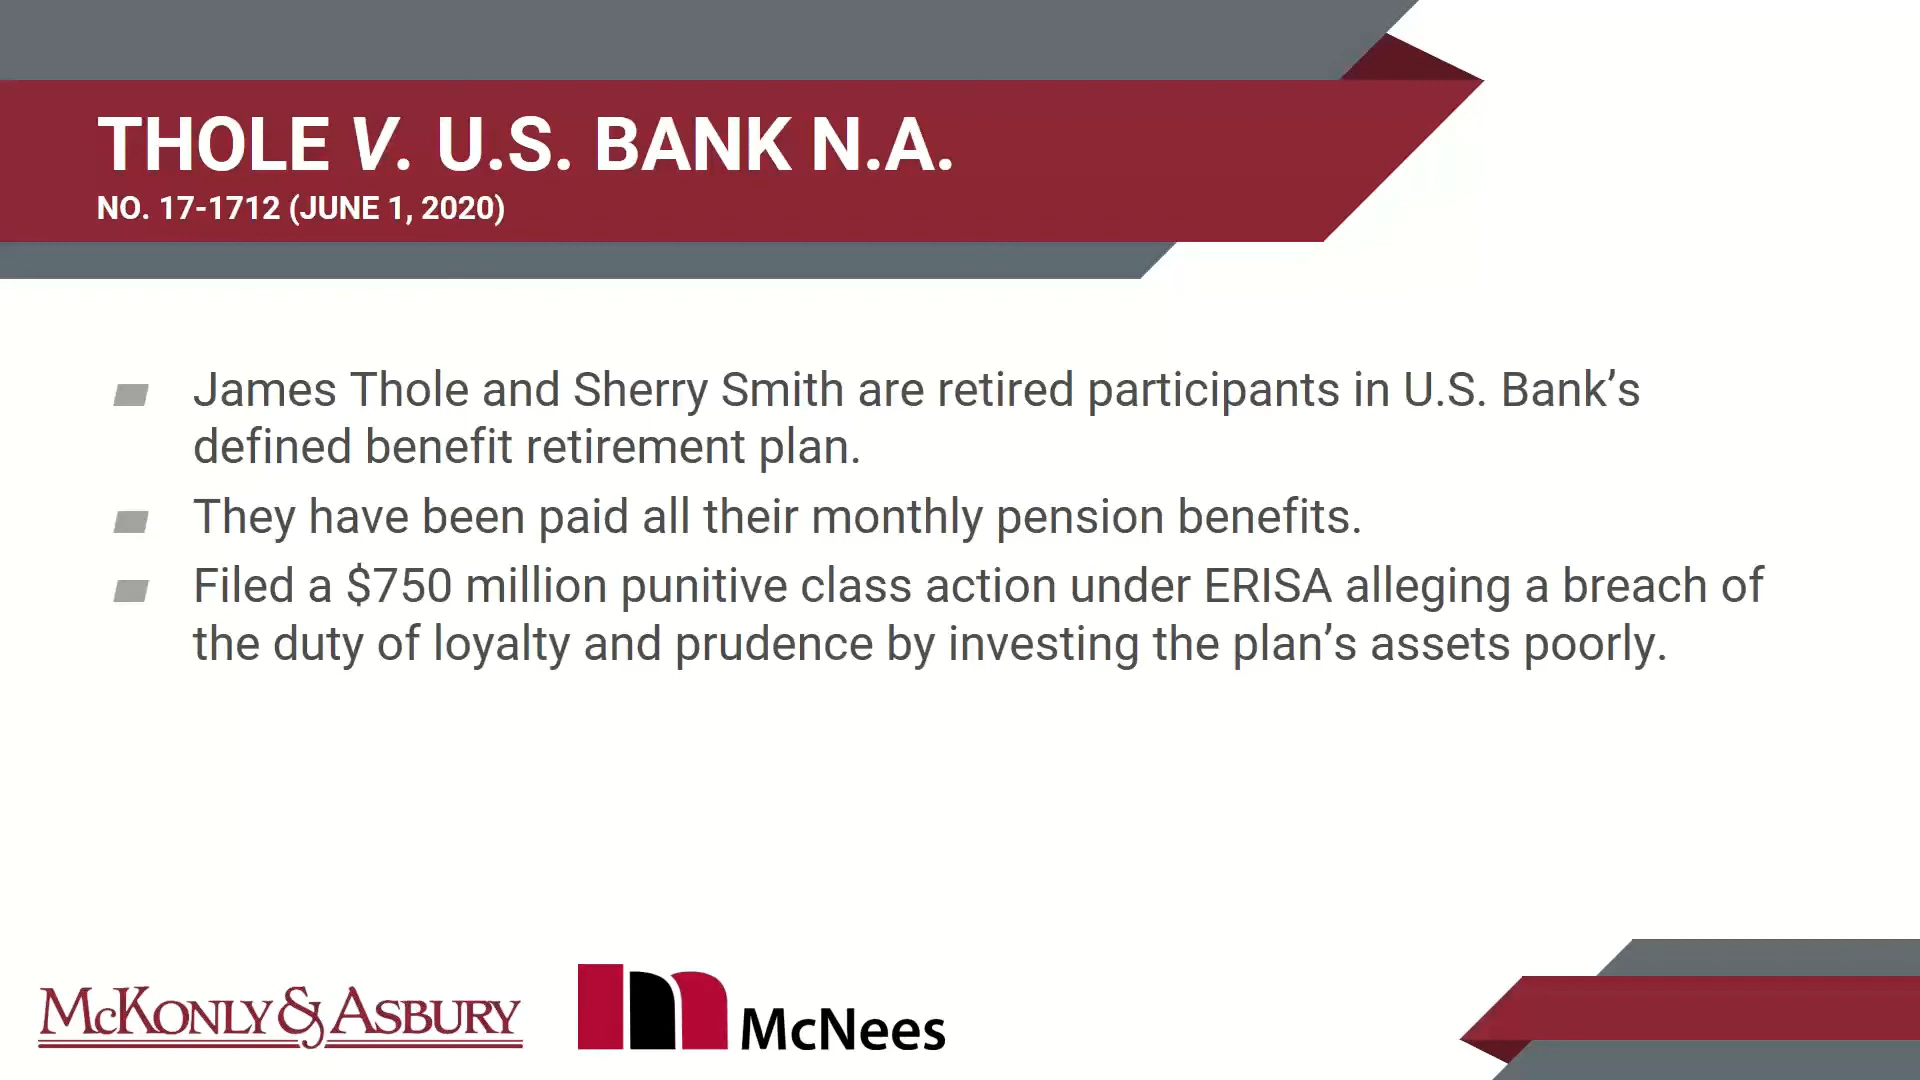 THOLE V. U.S. BANK N.A.
NO. 17-1712 (JUNE 1, 2020)
James Thole and Sherry Smith are retired participants in U.S. Bank’s
defined benefit retirement plan.
They have been paid all their monthly pension benefits.
Filed a $750 million punitive class action under ERISA alleging a breach of
the duty of loyalty and prudence by investing the plan’s assets poorly.
McKonly & Asbury
McNees